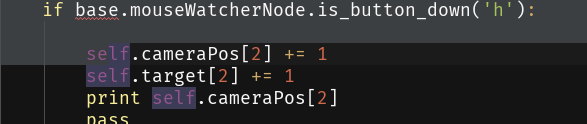 if base.mouseWatcherNode.is_button_down('h'):
self.cameraPos[2] += 1
self.target[2] += 1
print self.cameraPos[2]
pass